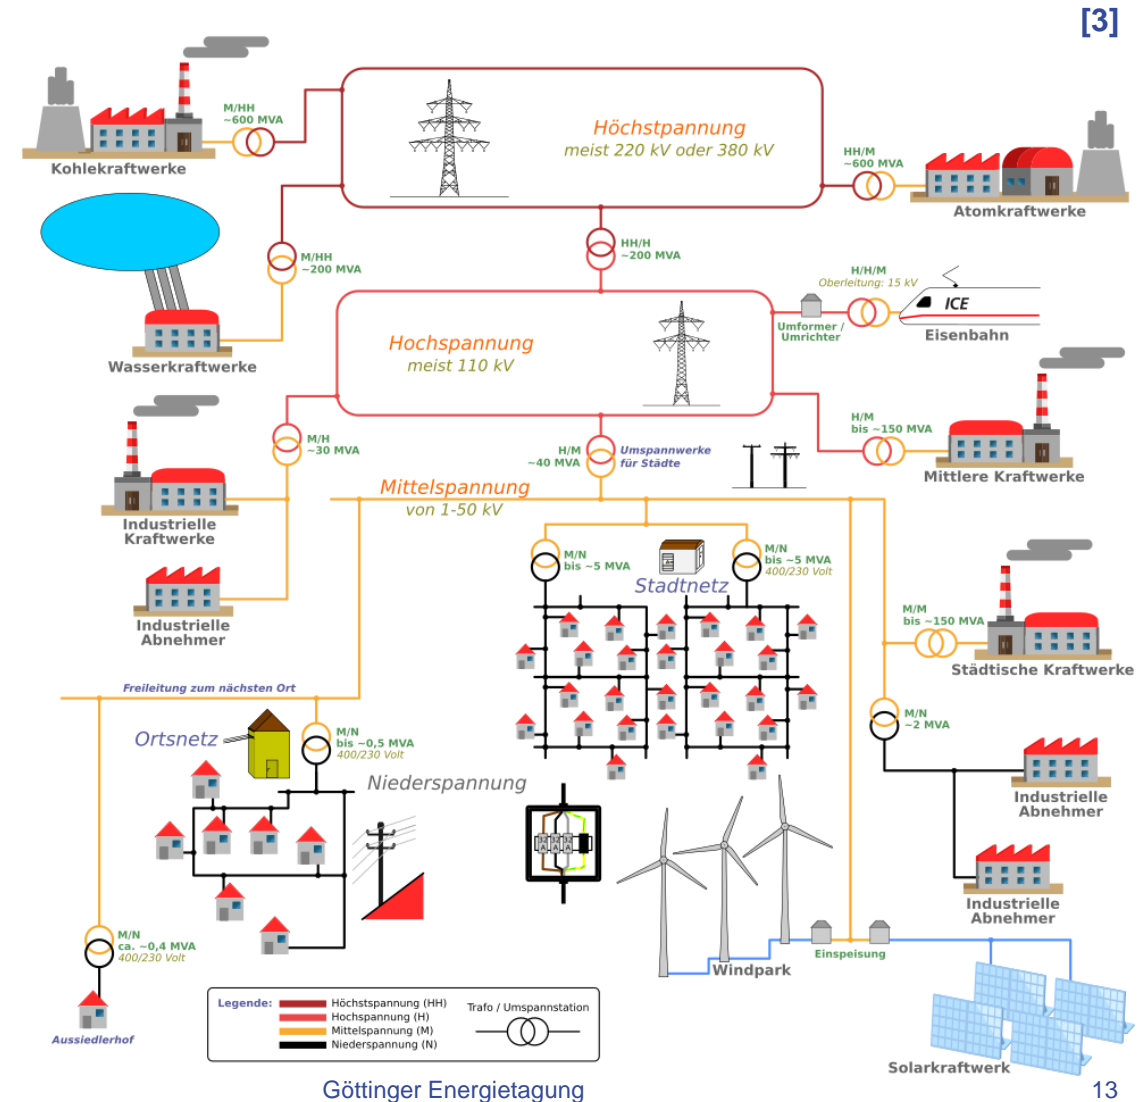 [3]
M/HH
~600 MVA
Kohlekraftwerke
Höchstpannung
meist 220 kV oder 380 kV
HH/M
~600 MVA
Atomkraftwerke
M/HH
~200 MVA
Wasserkraftwerke
HH/H
~200 MVA
H/H/M
Oberleitung: 15 kV
ICE
Umformer /
Umrichter
Eisenbahn
Hochspannung
meist 110 kV
M/H
~30 MVA
Industrielle
Kraftwerke
Industrielle
Abnehmer
H/M
~40 MVA
Umspannwerke
für Städte
H/M
bis ~150 MVA
Mittlere Kraftwerke
Mittelspannung
von 1-50 kV
M/N
bis ~5 MVA
M/N
bis ~5 MVA
400/230 Volt
Stadtnetz
M/M
bis ~150 MVA
Städtische Kraftwerke
Freileitung zum nächsten Ort
Ortsnetz
M/N
bis ~0,5 MVA
400/230 Volt
Niederspannung
M/N
~2 MVA
Industrielle
Abnehmer
Industrielle
Abnehmer
32 32 32
A A A
M/N
ca. ~0,4 MVA
400/230 Volt
Aussiedlerhof
Windpark
Einspeisung
Solarkraftwerk
Legende:
Höchstspannung (HH)
Hochspannung (H)
Mittelspannung (M)
Niederspannung (N)
Trafo / Umspannstation
Göttinger Energietagung
13